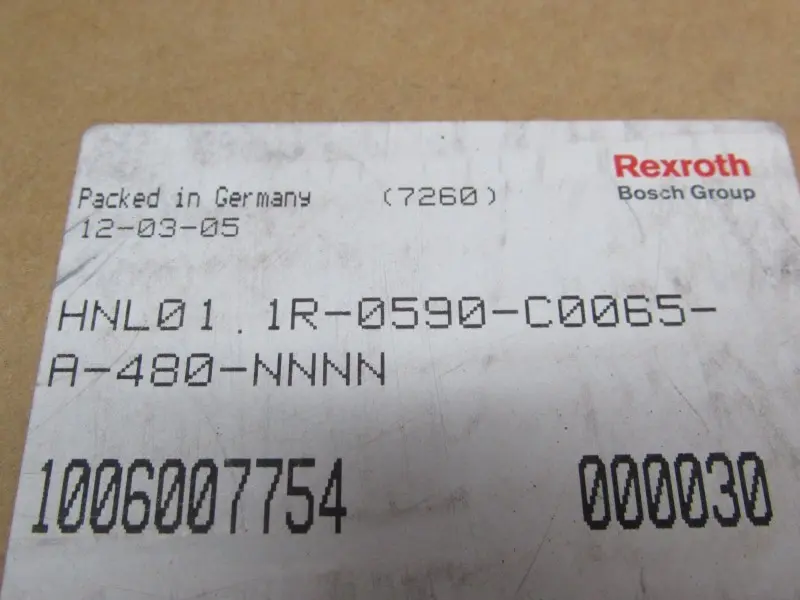 Rexroth
Bosch Group
Packed in Germany (7260)
12-03-05
HNL01.1R-0590-C0065-
A-480-NNNN
1006007754 000030